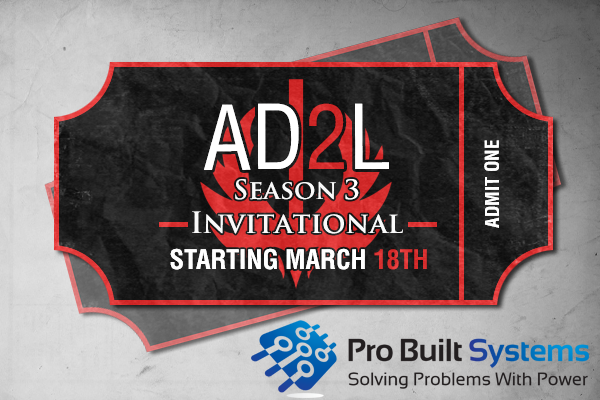 AD2L
SEASON 3
INVITATIONAL
STARTING MARCH 18TH
ADMIT ONE
Pro Built Systems
Solving Problems With Power